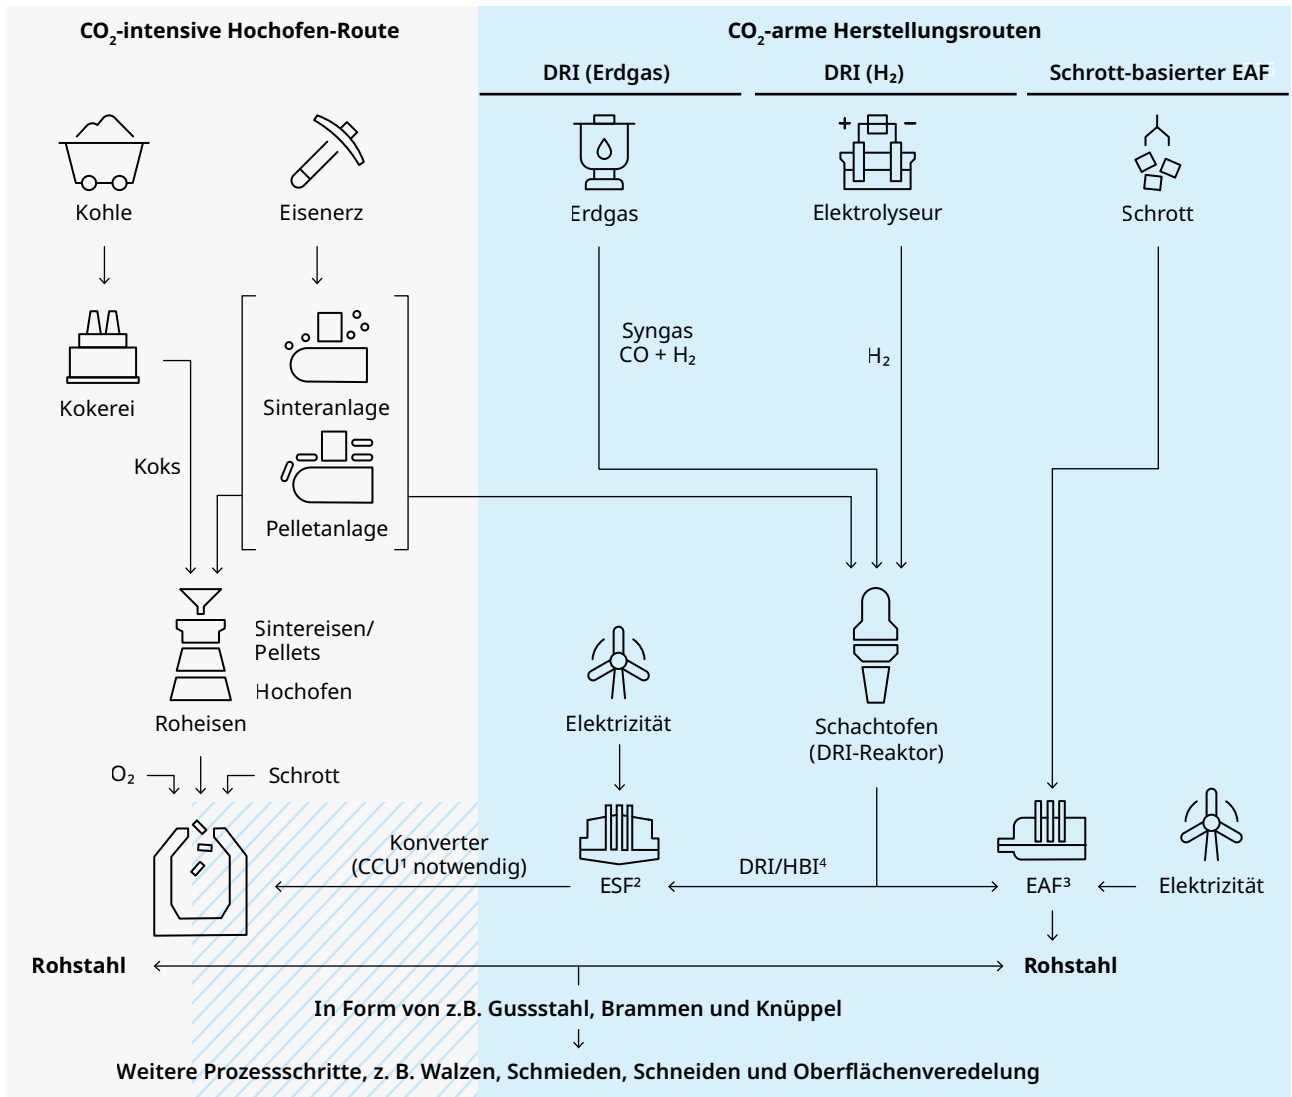 CO₂-intensive Hochofen-Route
CO₂-arme Herstellungsrouten
DRI (Erdgas)
DRI (H₂)
Schrott-basierter EAF
Kohle
Eisenerz
Erdgas
Elektrolyseur
Schrott
Syngas
CO + H₂
H₂
Kokerei
Sinteranlage
Koks
Pelletanlage
Sintereisen/
Pellets
Hochofen
Roheisen
Elektrizität
Schachtofen
(DRI-Reaktor)
O₂
Schrott
Konverter
(CCU¹ notwendig)
ESF²
DRI/HBI⁴
EAF³
Elektrizität
Rohstahl
Rohstahl
In Form von z.B. Gussstahl, Brammen und Knüppel
Weitere Prozessschritte, z. B. Walzen, Schmieden, Schneiden und Oberflächenveredelung